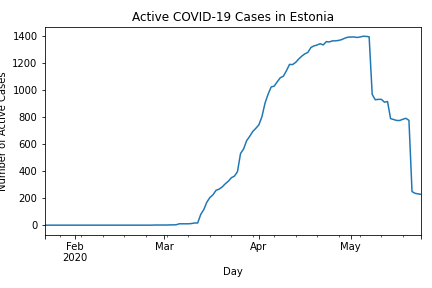 Active COVID-19 Cases in Estonia
Number of Active Cases
1400
1200
1000
800
600
400
200
0
Feb
2020
Mar
Apr
May
Day